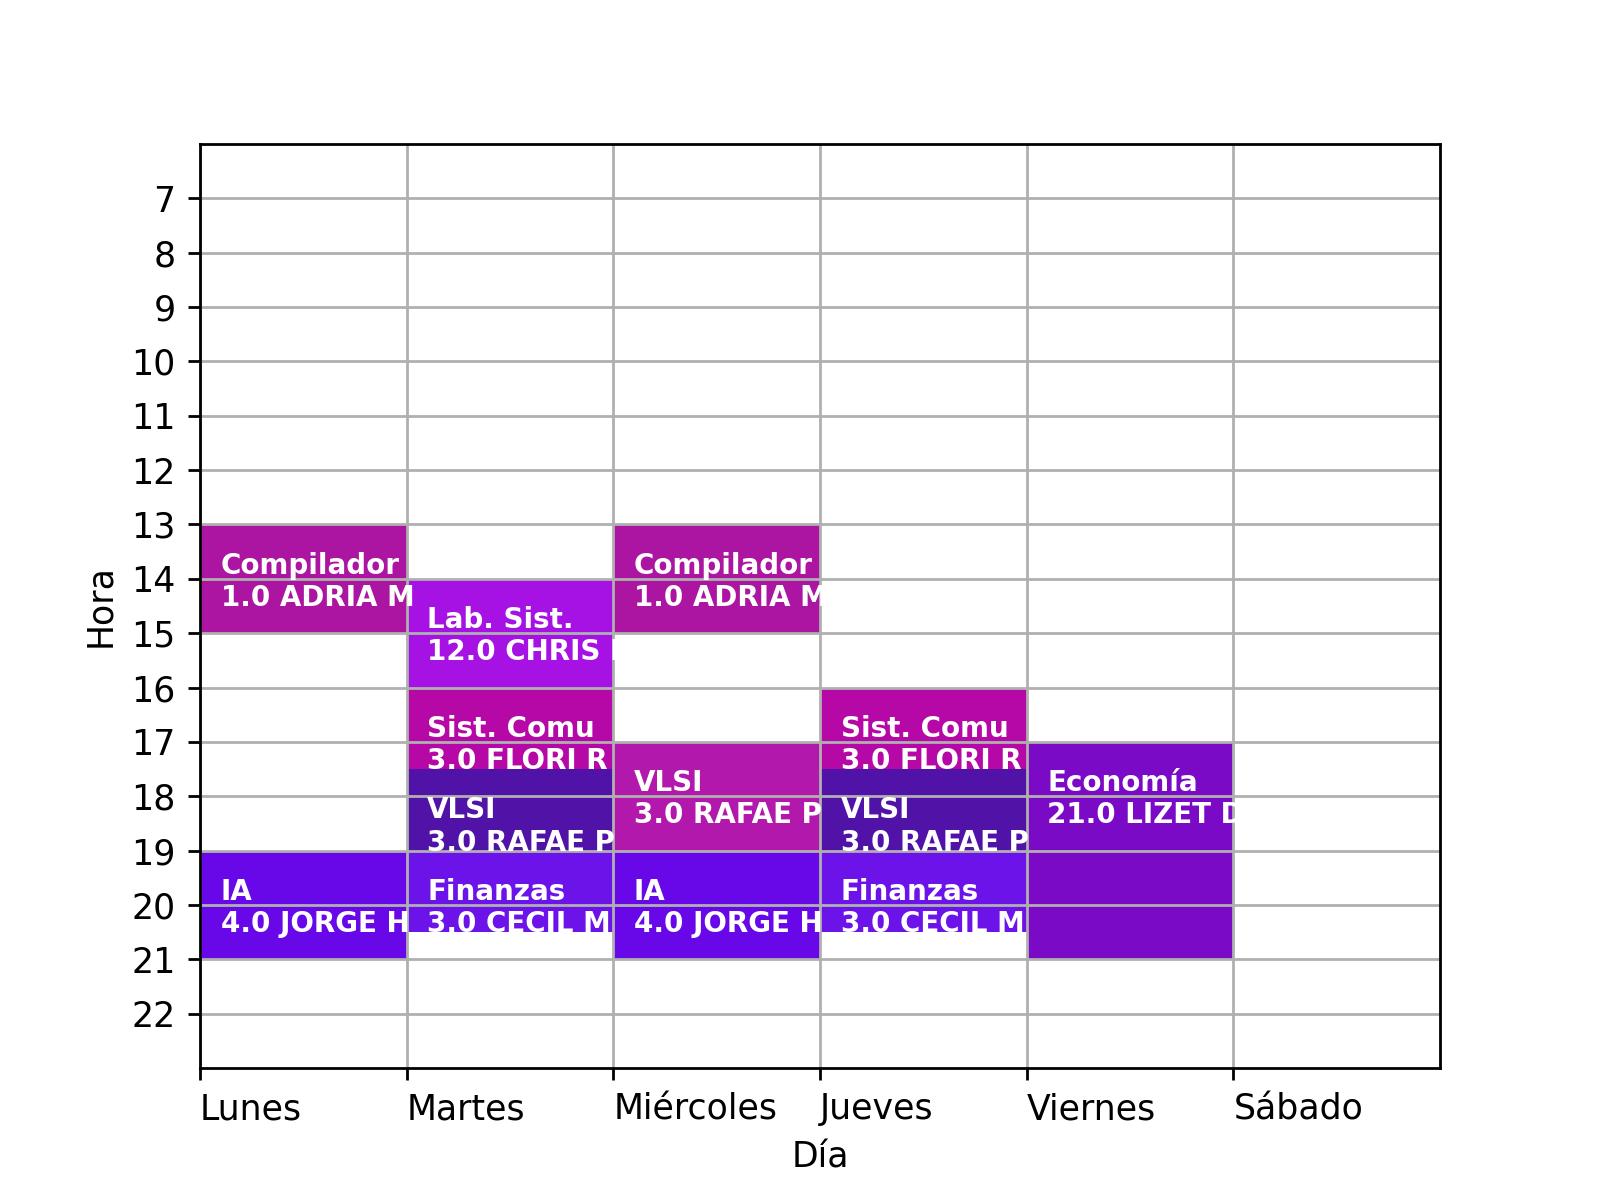 7
8
9
10
11
12
13
14
15
16
17
18
19
20
21
22
Hora
Compilador
1.0 ADRIA M
IA
4.0 JORGE H
Lab. Sist.
12.0 CHRIS
Sist. Comu
3.0 FLORI R
VLSI
3.0 RAFAE P
Finanzas
3.0 CECIL M
Compilador
1.0 ADRIA M
VLSI
3.0 RAFAE P
IA
4.0 JORGE H
Sist. Comu
3.0 FLORI R
VLSI
3.0 RAFAE P
Finanzas
3.0 CECIL M
Economía
21.0 LIZET D
Lunes
Martes
Miércoles
Jueves
Viernes
Sábado
Día